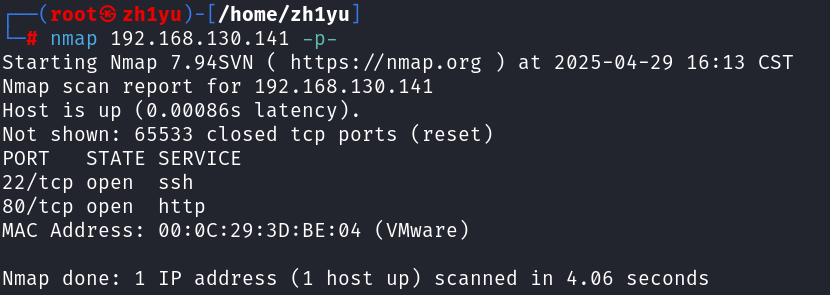 ┌──(root㉿zh1yu)-[/home/zh1yu]
└─# nmap 192.168.130.141 -p-
Starting Nmap 7.94SVN ( https://nmap.org ) at 2025-04-29 16:13 CST
Nmap scan report for 192.168.130.141
Host is up (0.00086s latency).
Not shown: 65533 closed tcp ports (reset)
PORT   STATE SERVICE
22/tcp open  ssh
80/tcp open  http
MAC Address: 00:0C:29:3D:BE:04 (VMware)
Nmap done: 1 IP address (1 host up) scanned in 4.06 seconds